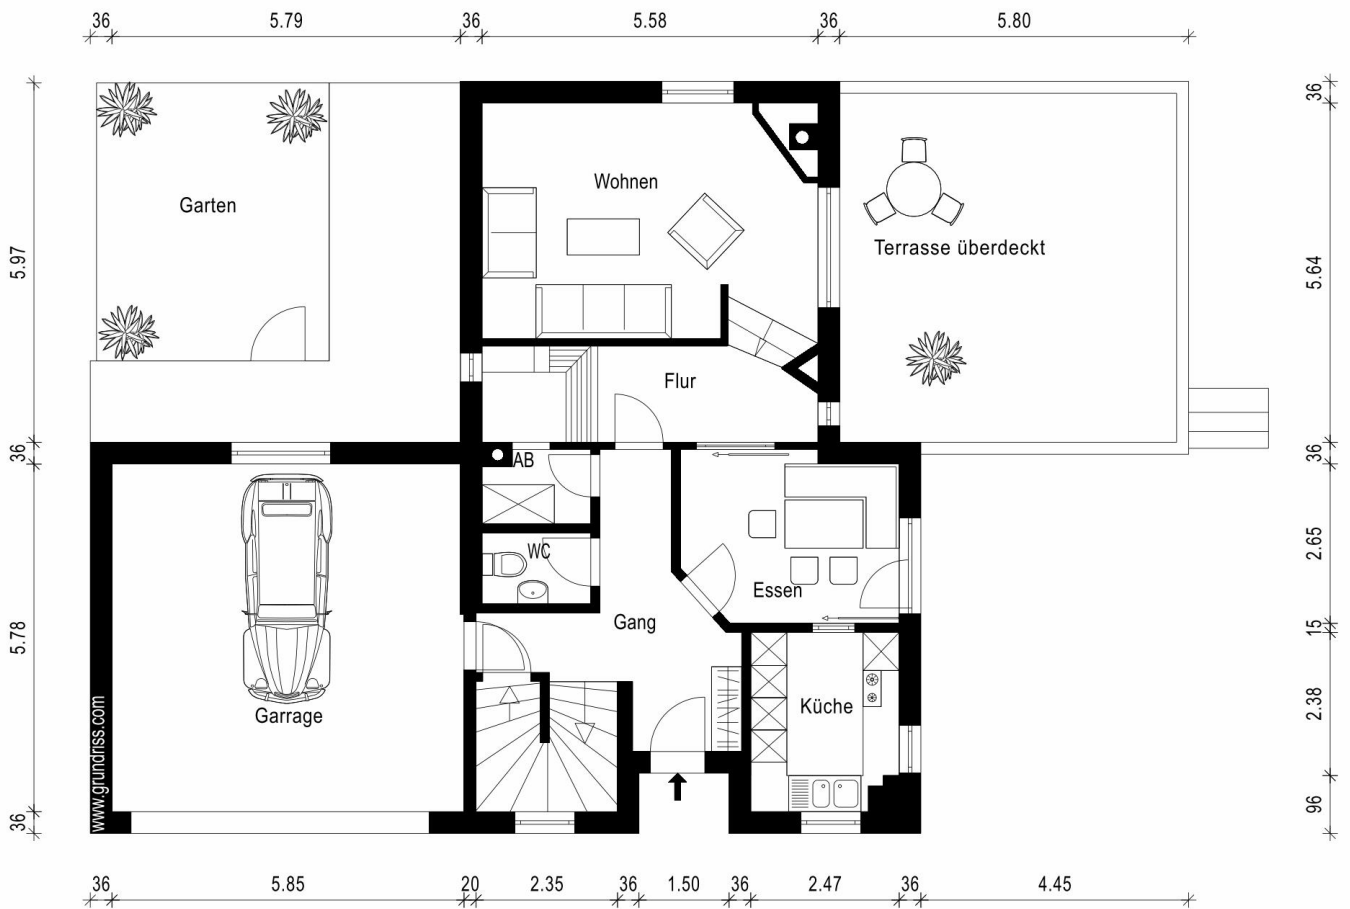 36 5.79 36 5.58 36 5.80
36
Wohnen
Garten
Terrasse überdeckt
5.97
5.64
Flur
36
AB
36
WC
2.65
Essen
Gang
5.78
15
Küche
2.38
Garrage
www.grundriss.com
96
36
36 5.85 20 2.35 36 1.50 36 2.47 36 4.45